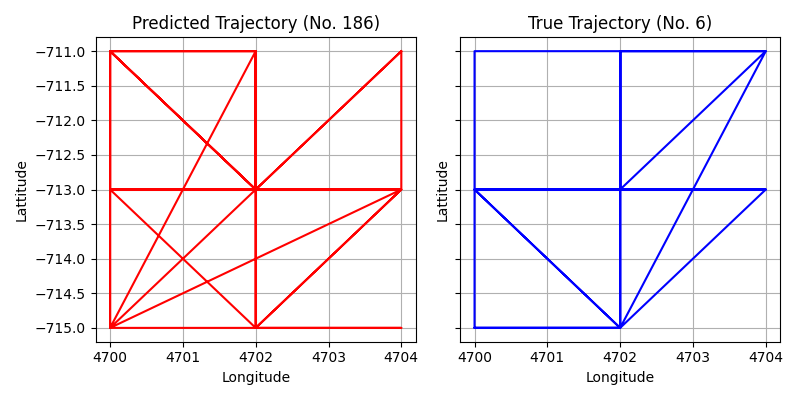 Predicted Trajectory (No. 186)
True Trajectory (No. 6)
−711.0
−711.5
−712.0
−712.5
−713.0
−713.5
−714.0
−714.5
−715.0
Lattitude
Lattitude
4700 4701 4702 4703 4704
4700 4701 4702 4703 4704
Longitude
Longitude